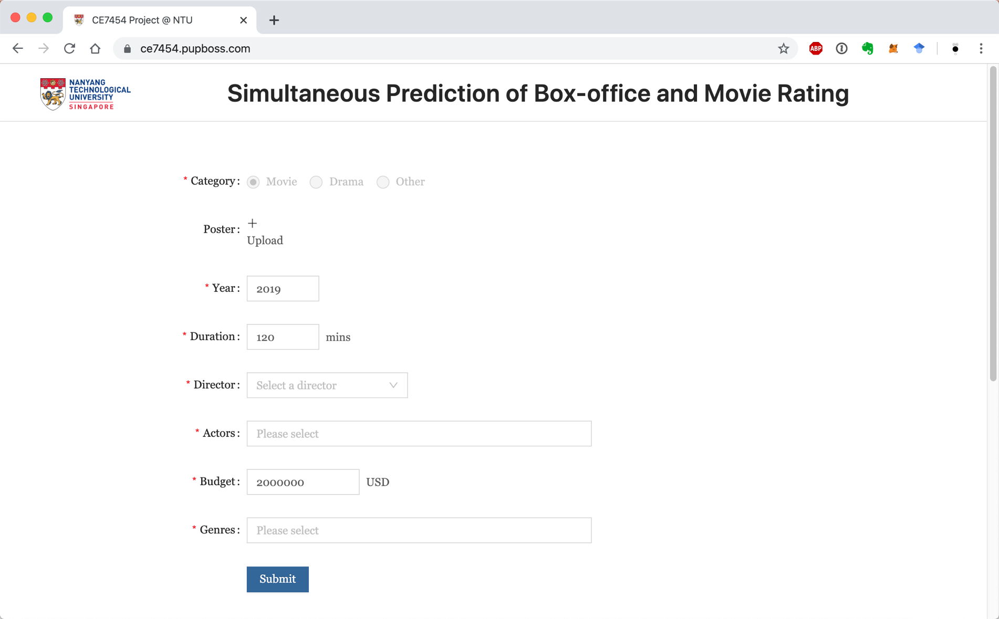 CE7454 Project @ NTU
ce7454.pupboss.com
ABP
NANYANG
TECHNOLOGICAL
UNIVERSITY
SINGAPORE
Simultaneous Prediction of Box-office and Movie Rating
* Category: Movie Drama Other
Poster: +
Upload
* Year: 2019
* Duration: 120 mins
* Director: Select a director
* Actors: Please select
* Budget: 2000000 USD
* Genres: Please select
Submit